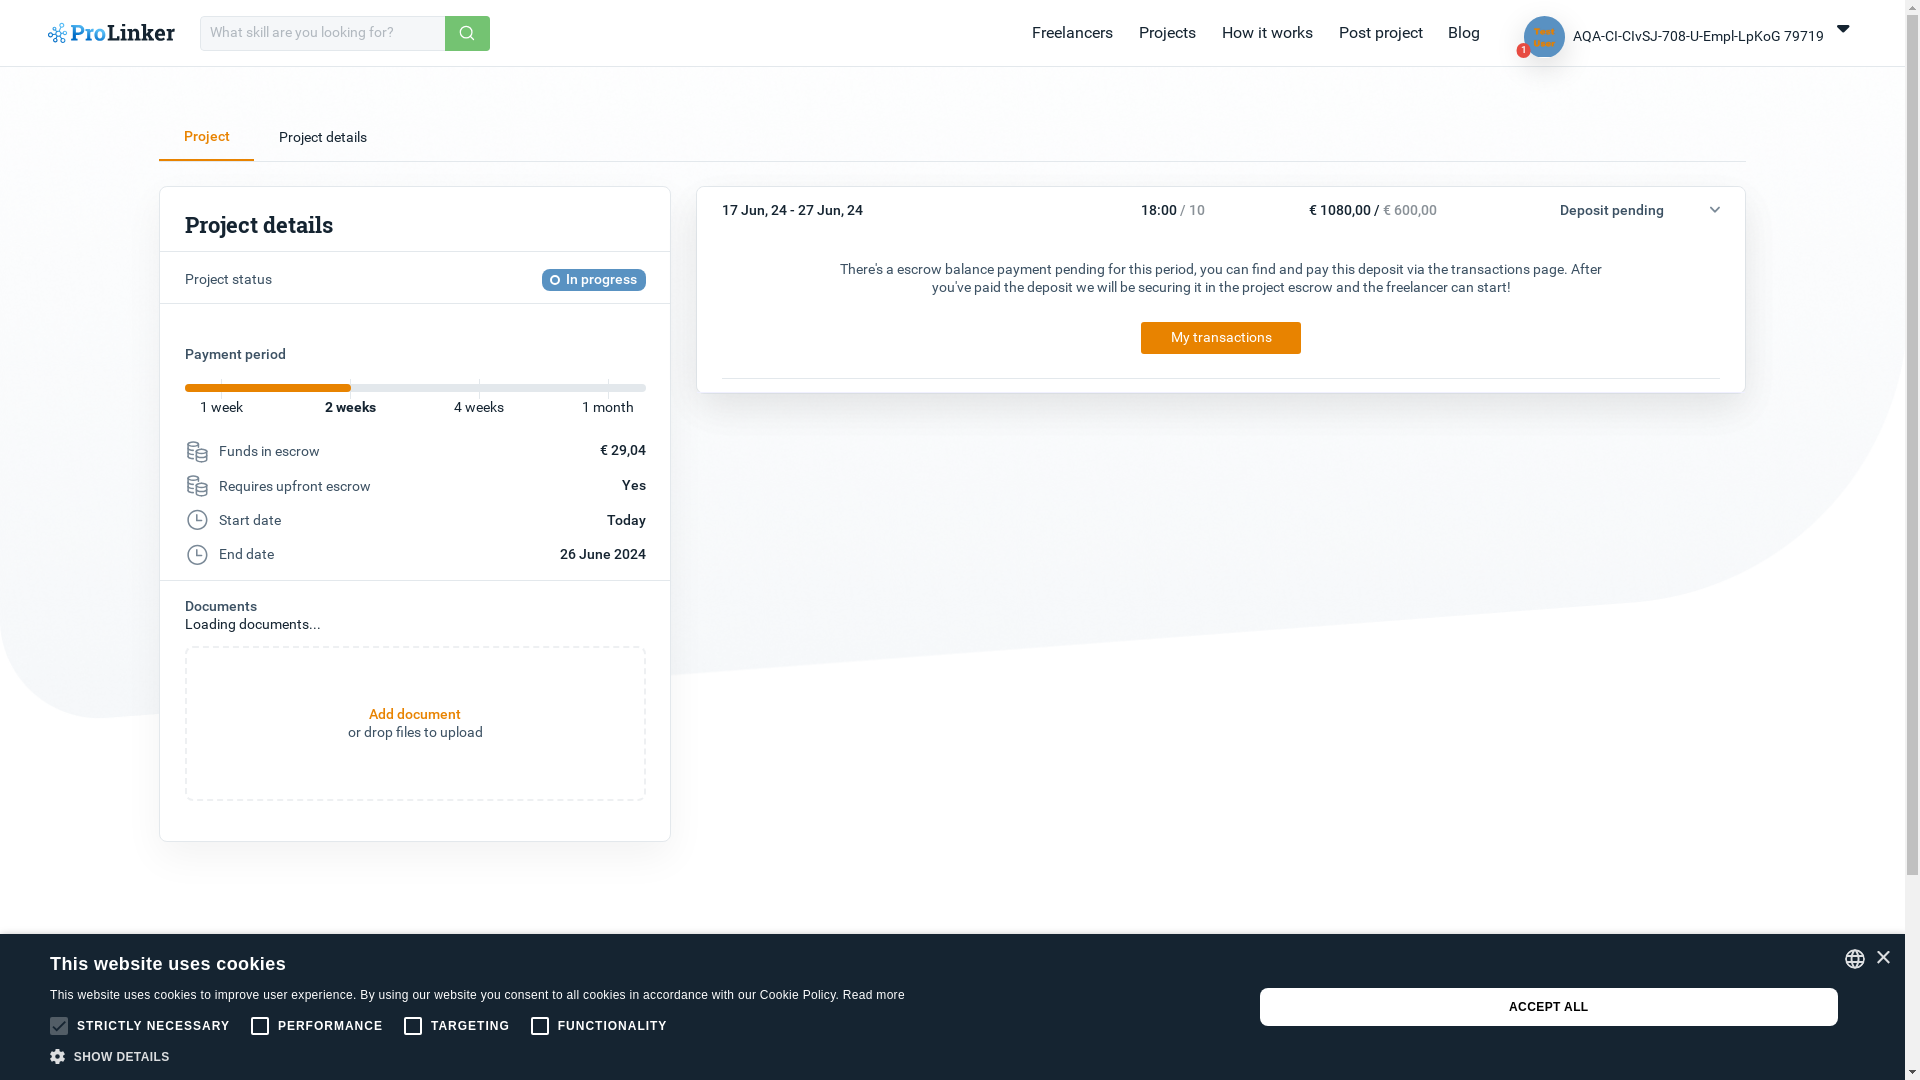 ProLinker
What skill are you looking for?
Freelancers
Projects
How it works
Post project
Blog
Test User
1
AQA-CI-CIvSJ-708-U-Empl-LpKoG 79719
Project
Project details
Project details
Project status
In progress
Payment period
1 week
2 weeks
4 weeks
1 month
Funds in escrow
€ 29,04
Requires upfront escrow
Yes
Start date
Today
End date
26 June 2024
Documents
Loading documents...
Add document
or drop files to upload
17 Jun, 24 - 27 Jun, 24
18:00 / 10
€ 1080,00 / € 600,00
Deposit pending
There's a escrow balance payment pending for this period, you can find and pay this deposit via the transactions page. After
you've paid the deposit we will be securing it in the project escrow and the freelancer can start!
My transactions
This website uses cookies
This website uses cookies to improve user experience. By using our website you consent to all cookies in accordance with our Cookie Policy. Read more
STRICTLY NECESSARY
PERFORMANCE
TARGETING
FUNCTIONALITY
SHOW DETAILS
ACCEPT ALL
×